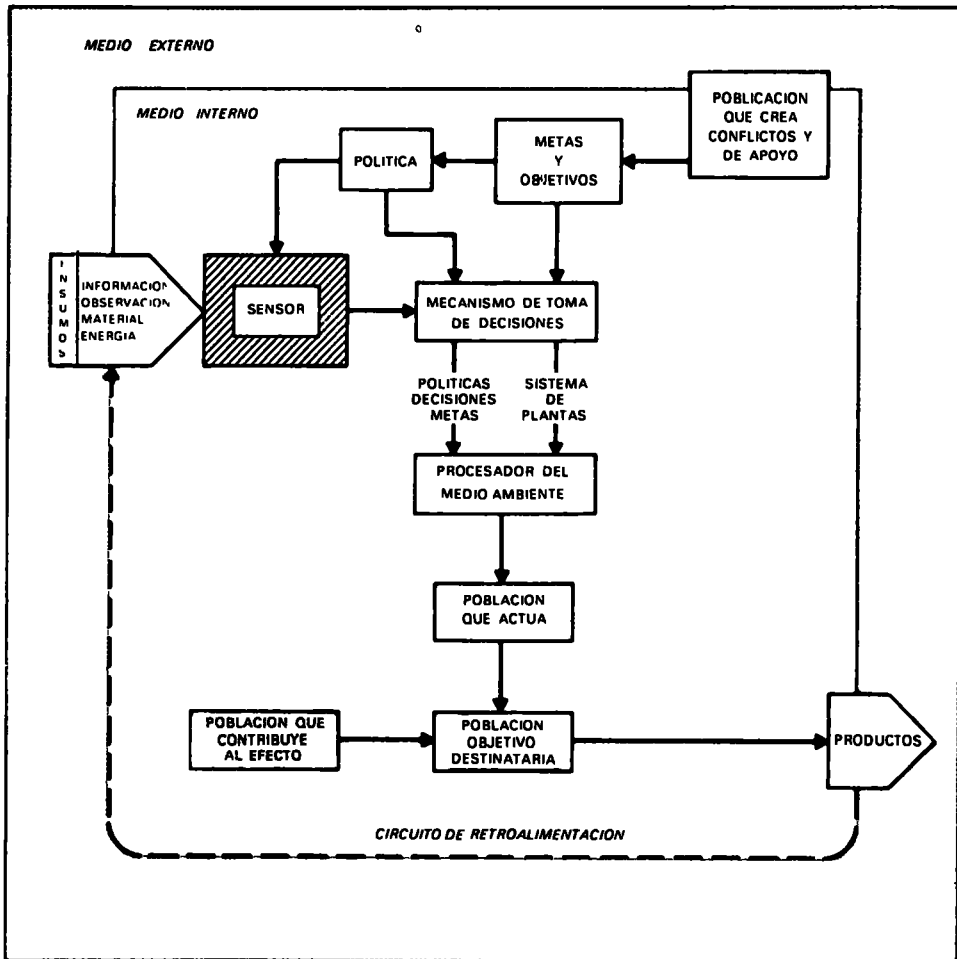 MEDIO EXTERNO
MEDIO INTERNO
POBLICACION
QUE CREA
CONFLICTOS Y
DE APOYO
METAS
Y
OBJETIVOS
POLITICA
INSUMOS
INFORMACION
OBSERVACION
MATERIAL
ENERGIA
SENSOR
MECANISMO DE TOMA
DE DECISIONES
POLITICAS
DECISIONES
METAS
SISTEMA
DE
PLANTAS
PROCESADOR DEL
MEDIO AMBIENTE
POBLACION
QUE ACTUA
POBLACION QUE
CONTRIBUYE
AL EFECTO
POBLACION
OBJETIVO
DESTINATARIA
PRODUCTOS
CIRCUITO DE RETROALIMENTACION